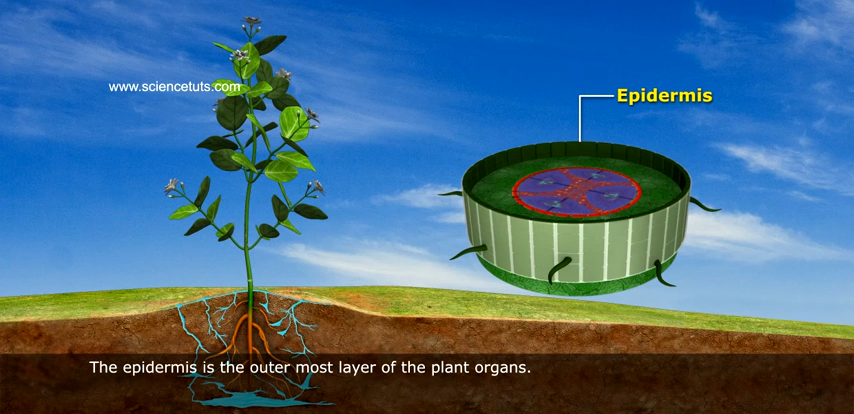 www.sciencetuts.com
Epidermis
The epidermis is the outer most layer of the plant organs.